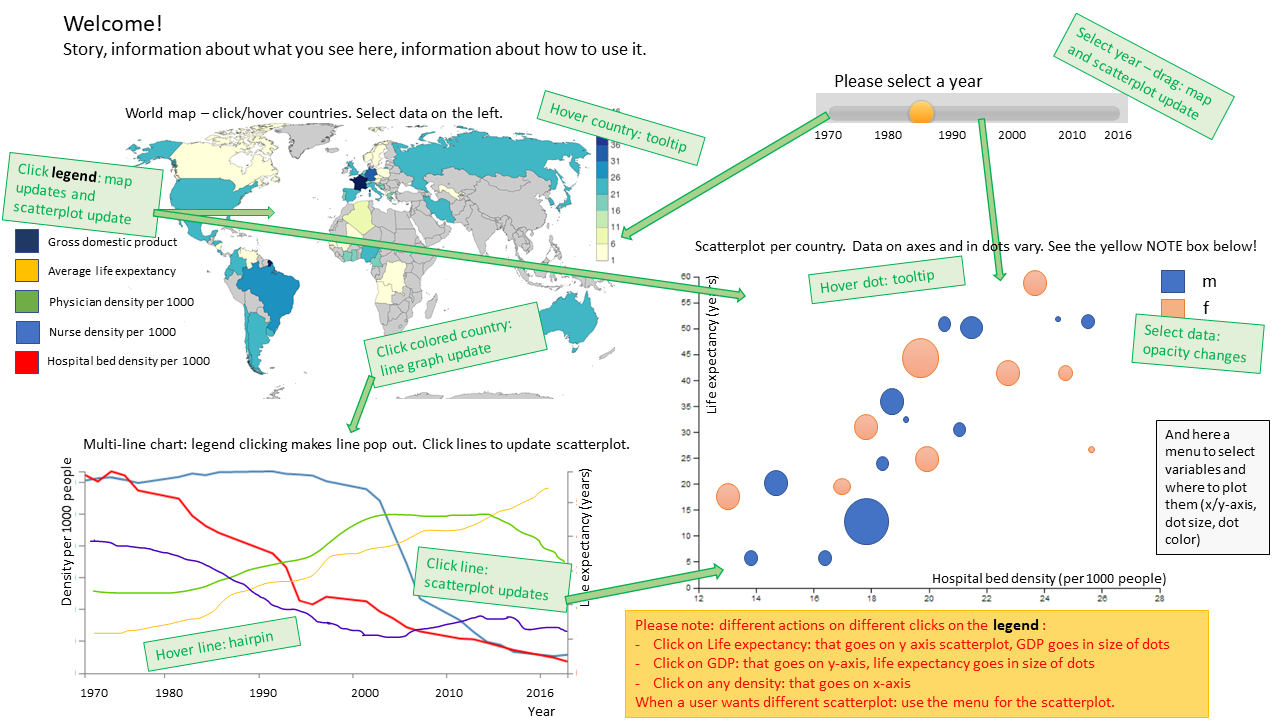 Welcome!
Story, information about what you see here, information about how to use it.
Select year – drag: map
and scatterplot update
Please select a year
1970 1980 1990 2000 2010 2016
World map – click/hover countries. Select data on the left.
Hover country: tooltip
36
31
26
21
16
11
6
1
Click legend: map
updates and
scatterplot update
Gross domestic product
Average life expextancy
Physician density per 1000
Nurse density per 1000
Hospital bed density per 1000
Click colored country:
line graph update
Scatterplot per country. Data on axes and in dots vary. See the yellow NOTE box below!
Hover dot: tooltip
m
f
Select data:
opacity changes
Life expectancy (years)
60
55
50
45
40
35
30
25
20
15
10
5
0
Hospital bed density (per 1000 people)
12 14 16 18 20 22 24 26 28
And here a
menu to select
variables and
where to plot
them (x/y-axis,
dot size, dot
color)
Multi-line chart: legend clicking makes line pop out. Click lines to update scatterplot.
Density per 1000 people
Life expectancy (years)
Click line:
scatterplot updates
Hover line: hairpin
1970 1980 1990 2000 2010 2016
Year
Please note: different actions on different clicks on the legend :
- Click on Life expectancy: that goes on y axis scatterplot, GDP goes in size of dots
- Click on GDP: that goes on y-axis, life expectancy goes in size of dots
- Click on any density: that goes on x-axis
When a user wants different scatterplot: use the menu for the scatterplot.